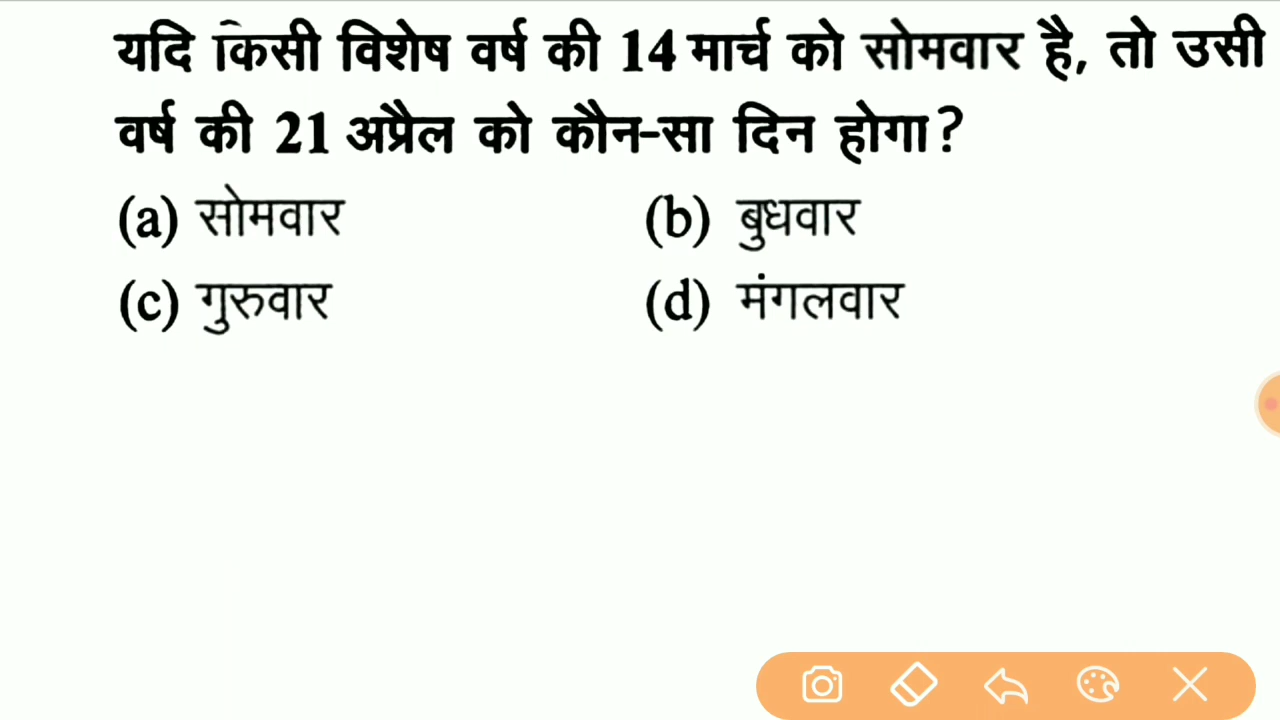 यदि किसी विशेष वर्ष की 14 मार्च को सोमवार है, तो उसी
वर्ष की 21 अप्रैल को कौन-सा दिन होगा?
(a) सोमवार (b) बुधवार
(c) गुरुवार (d) मंगलवार